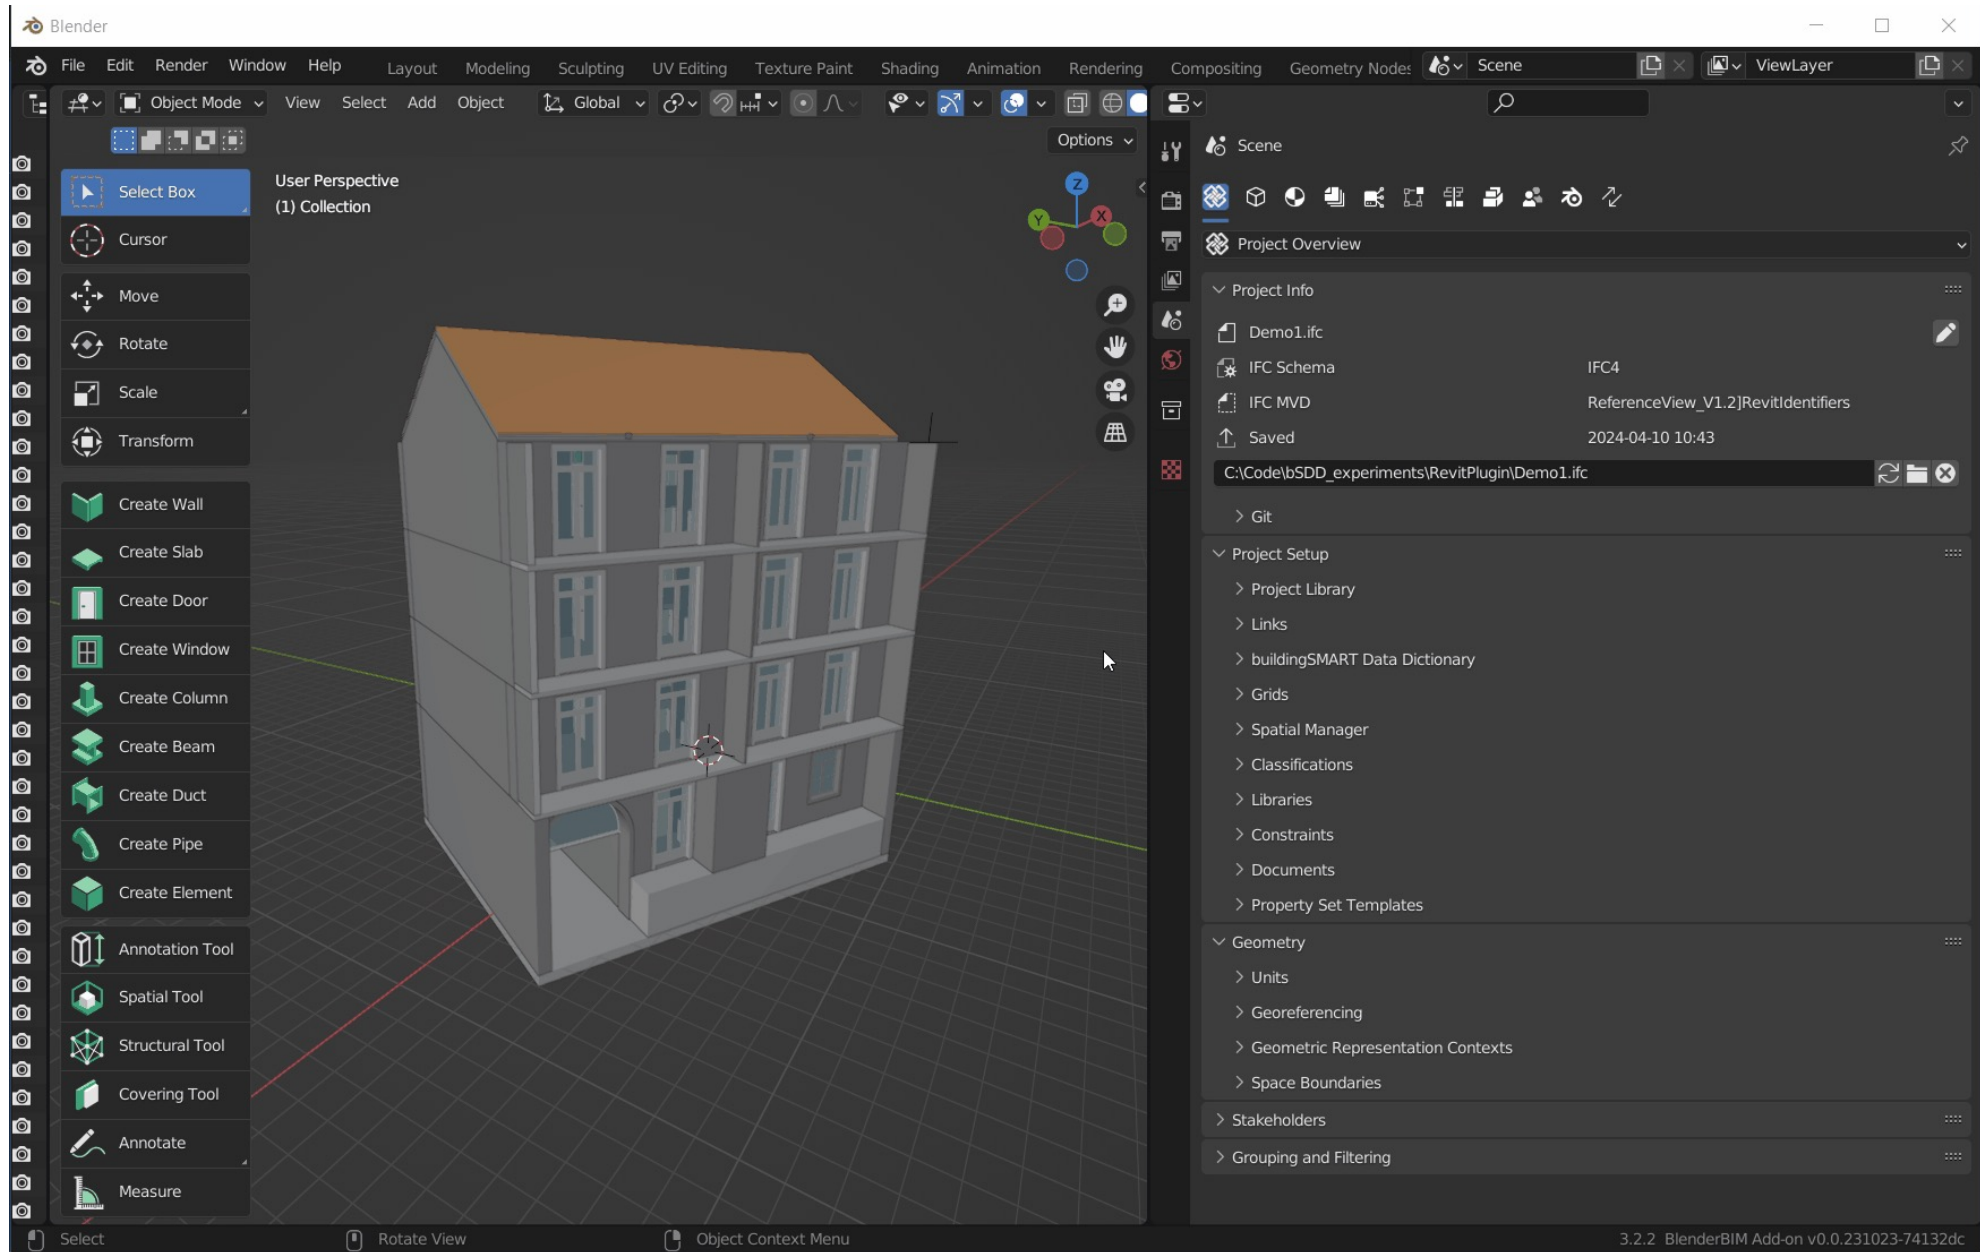 Blender
File Edit Render Window Help Layout Modeling Sculpting UV Editing Texture Paint Shading Animation Rendering Compositing Geometry Nodes Scene ViewLayer
Object Mode View Select Add Object Global
Options
Scene
Select Box
Cursor
Move
Rotate
Scale
Transform
Create Wall
Create Slab
Create Door
Create Window
Create Column
Create Beam
Create Duct
Create Pipe
Create Element
Annotation Tool
Spatial Tool
Structural Tool
Covering Tool
Annotate
Measure
User Perspective
(1) Collection
Z
Y
X
Project Overview
Project Info
Demo1.ifc
IFC Schema IFC4
IFC MVD ReferenceView_V1.2]RevitIdentifiers
Saved 2024-04-10 10:43
C:\Code\bSDD_experiments\RevitPlugin\Demo1.ifc
Git
Project Setup
Project Library
Links
buildingSMART Data Dictionary
Grids
Spatial Manager
Classifications
Libraries
Constraints
Documents
Property Set Templates
Geometry
Units
Georeferencing
Geometric Representation Contexts
Space Boundaries
Stakeholders
Grouping and Filtering
Select Rotate View Object Context Menu 3.2.2 BlenderBIM Add-on v0.0.231023-74132dc